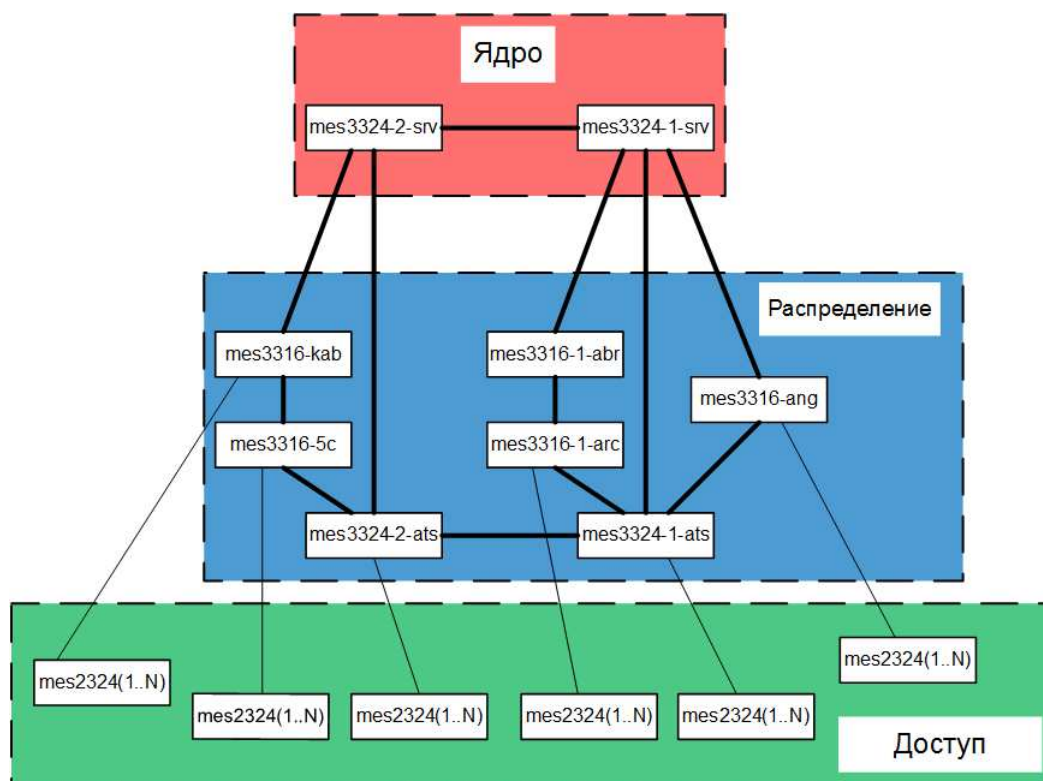 Ядро
mes3324-2-srv
mes3324-1-srv
Распределение
mes3316-kab
mes3316-1-abr
mes3316-ang
mes3316-5c
mes3316-1-arc
mes3324-2-ats
mes3324-1-ats
mes2324(1..N)
mes2324(1..N)
mes2324(1..N)
mes2324(1..N)
mes2324(1..N)
mes2324(1..N)
Доступ